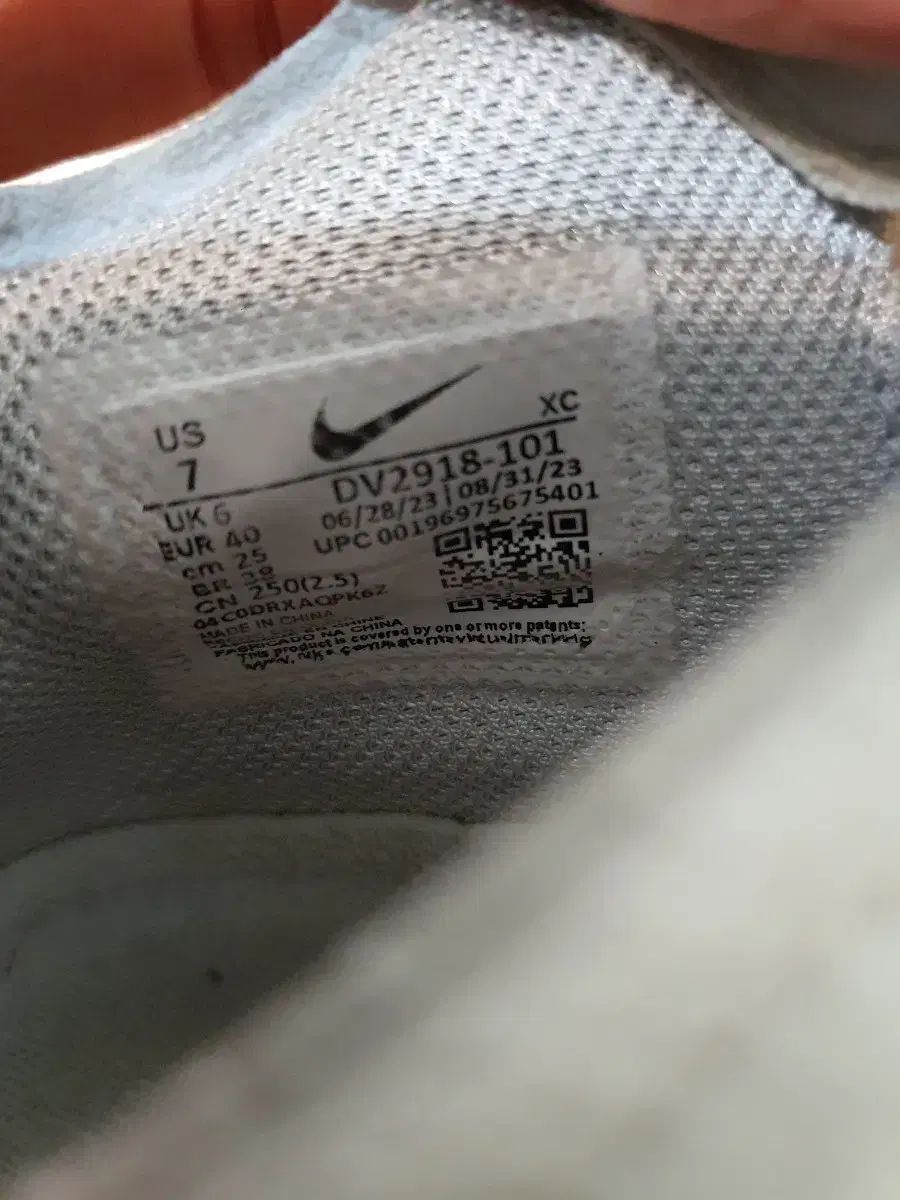 US
7
XC
UK 6
DV2918-101
EUR 40
06/28/23 | 08/31/23
cm 25
UPC 00196975675401
BR 38
CN 250(2.5)
04C0DRXAQPK6Z
MADE IN CHINA
FABRICADO NA CHINA
This product is covered by one or more patents: